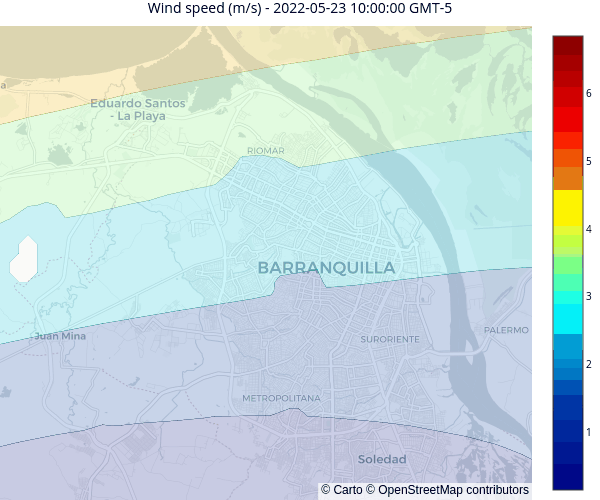 Wind speed (m/s) - 2022-05-23 10:00:00 GMT-5
a
Eduardo Santos
- La Playa
RIOMAR
BARRANQUILLA
Juan Mina
SURORIENTE
PALERMO
METROPOLITANA
Soledad
© Carto © OpenStreetMap contributors
6
5
4
3
2
1